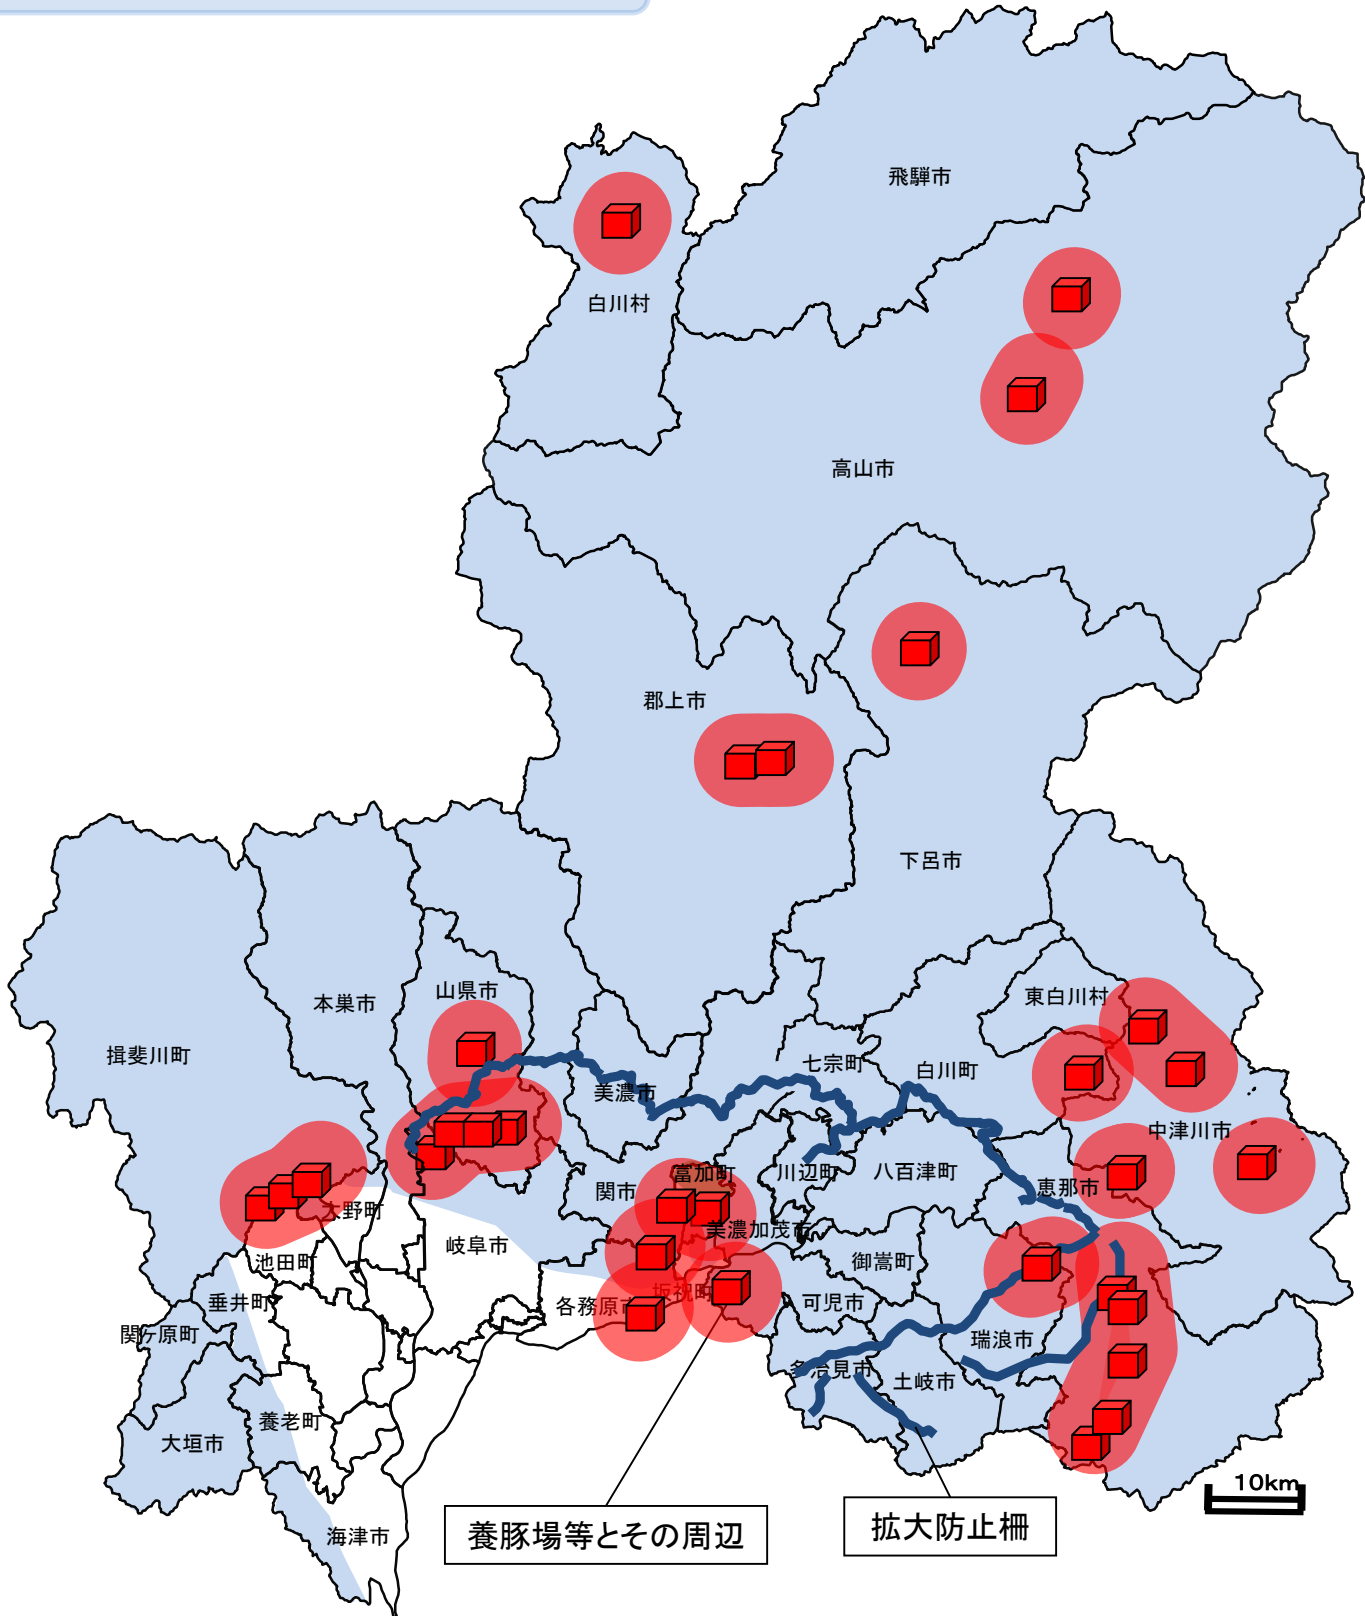 飛騨市
白川村
高山市
郡上市
下呂市
山県市
東白川村
本巣市
揖斐川町
七宗町
白川町
美濃市
中津川市
富加町
川辺町
八百津町
恵那市
関市
大野町
美濃加茂市
岐阜市
池田町
御嵩町
坂祝町
垂井町
各務原市
可児市
関ケ原町
瑞浪市
多治見市
土岐市
養老町
大垣市
10km
養豚場等とその周辺
拡大防止柵
海津市